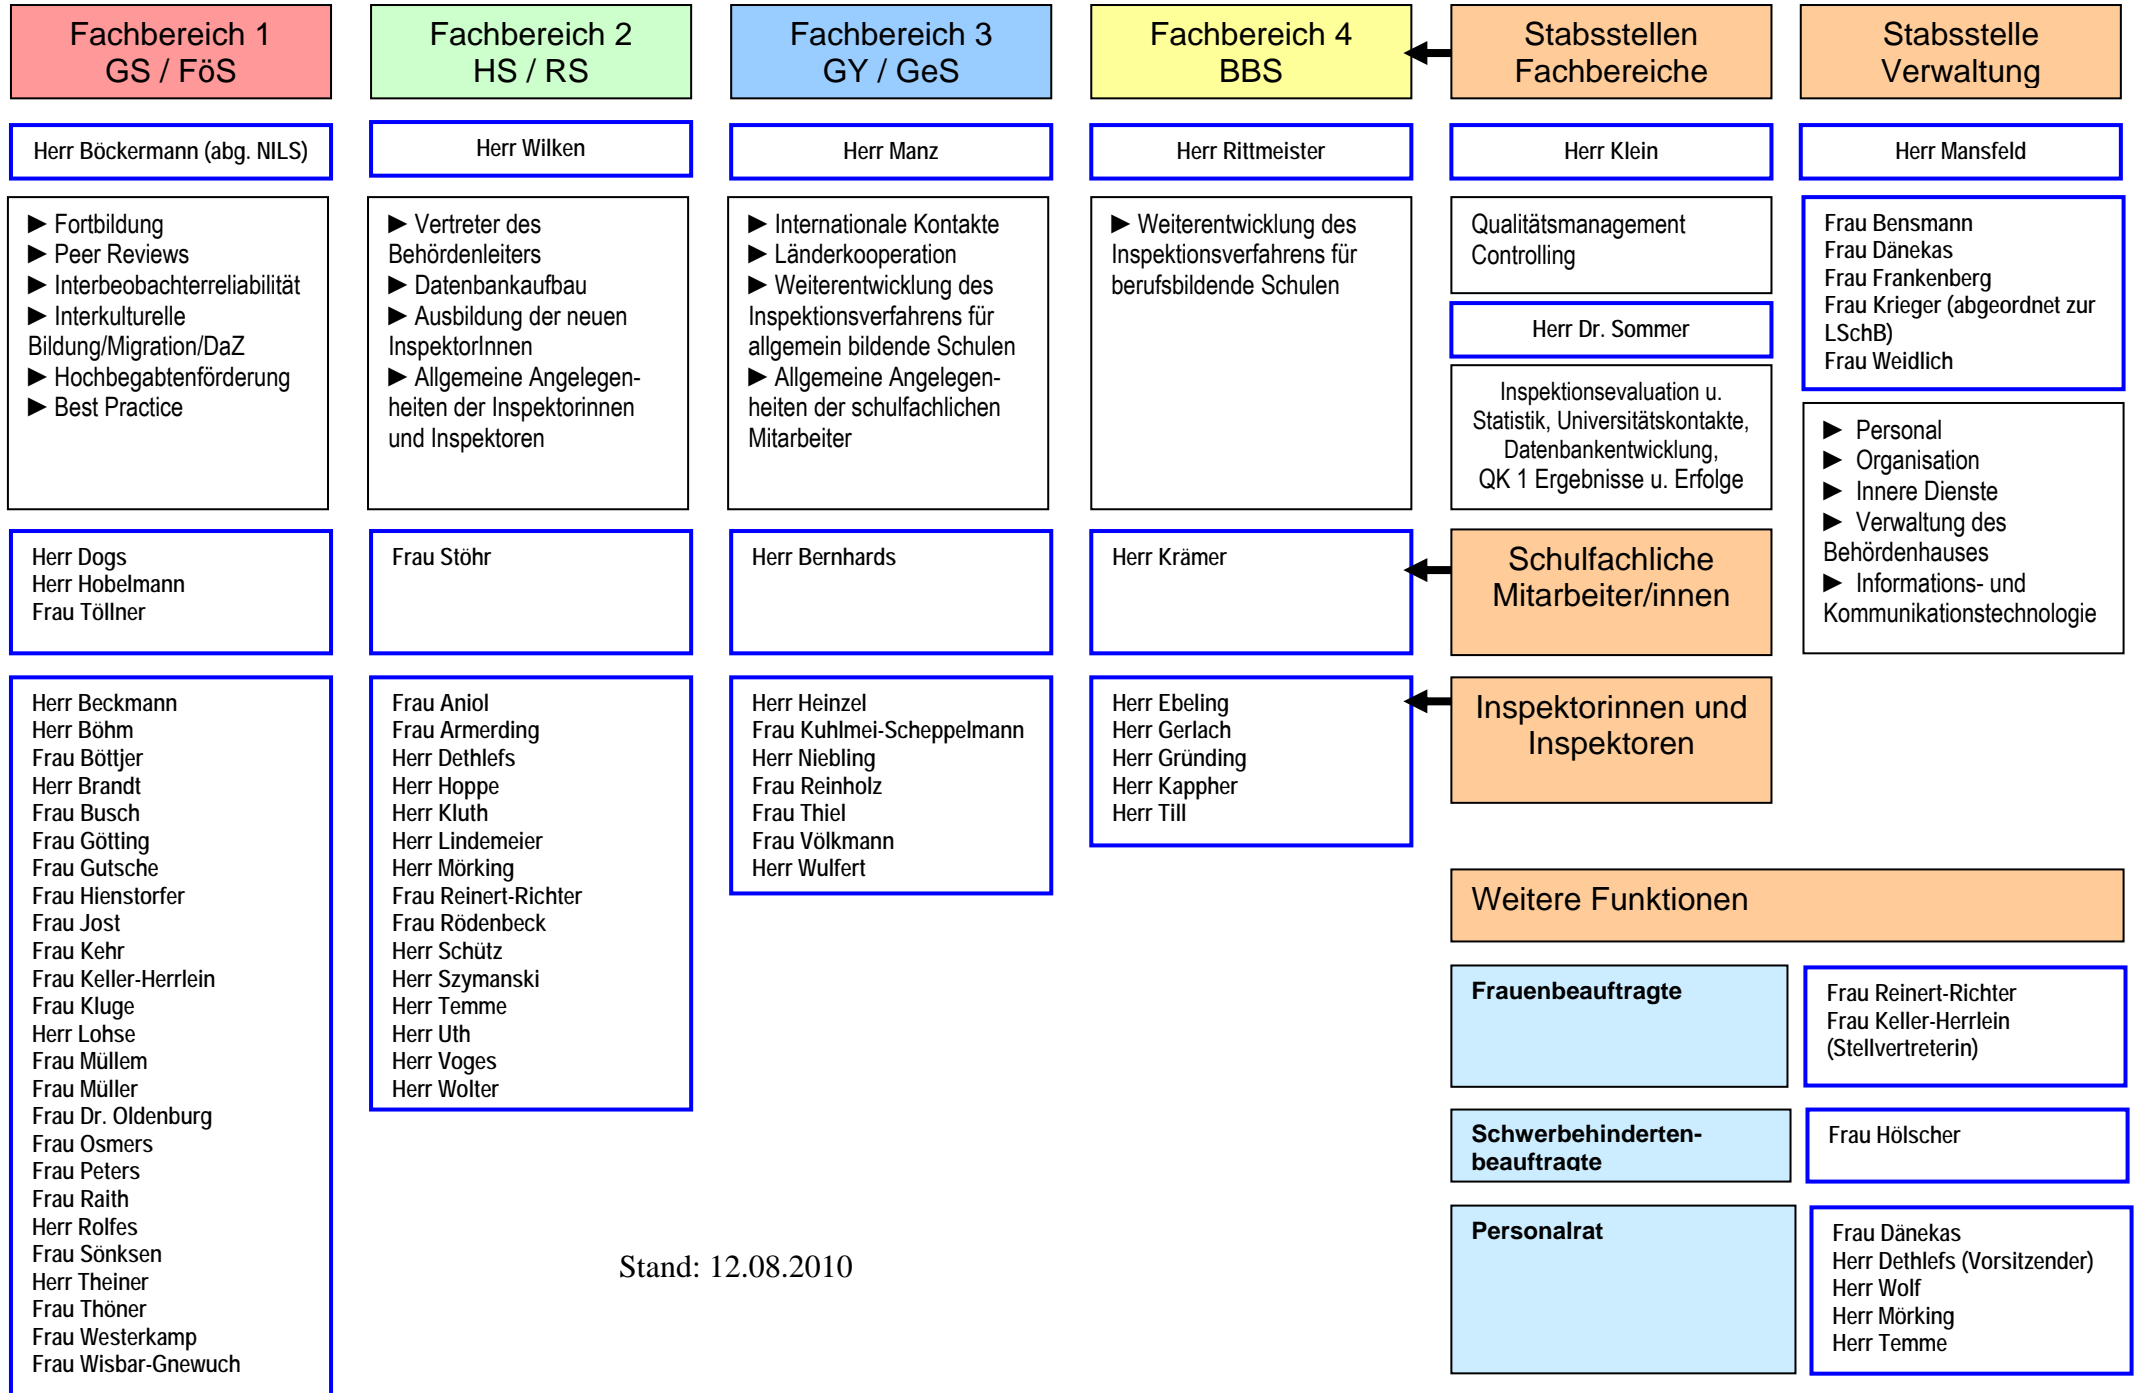 Fachbereich 1
GS / FöS
Fachbereich 2
HS / RS
Fachbereich 3
GY / GeS
Fachbereich 4
BBS
Stabsstellen
Fachbereiche
Stabsstelle
Verwaltung
Herr Böckermann (abg. NILS)
Herr Wilken
Herr Manz
Herr Rittmeister
Herr Klein
Herr Mansfeld
► Fortbildung
► Peer Reviews
► Interbeobachterreliabilität
► Interkulturelle
Bildung/Migration/DaZ
► Hochbegabtenförderung
► Best Practice
► Vertreter des
Behördenleiters
► Datenbankaufbau
► Ausbildung der neuen
InspektorInnen
► Allgemeine Angelegen-
heiten der Inspektorinnen
und Inspektoren
► Internationale Kontakte
► Länderkooperation
► Weiterentwicklung des
Inspektionsverfahrens für
allgemein bildende Schulen
► Allgemeine Angelegen-
heiten der schulfachlichen
Mitarbeiter
► Weiterentwicklung des
Inspektionsverfahrens für
berufsbildende Schulen
Qualitätsmanagement
Controlling
Herr Dr. Sommer
Inspektionsevaluation u.
Statistik, Universitätskontakte,
Datenbankentwicklung,
QK 1 Ergebnisse u. Erfolge
Frau Bensmann
Frau Dänekas
Frau Frankenberg
Frau Krieger (abgeordnet zur
LSchB)
Frau Weidlich
► Personal
► Organisation
► Innere Dienste
► Verwaltung des
Behördenhauses
► Informations- und
Kommunikationstechnologie
Herr Dogs
Herr Hobelmann
Frau Töllner
Frau Stöhr
Herr Bernhards
Herr Krämer
Schulfachliche
Mitarbeiter/innen
Herr Beckmann
Herr Böhm
Frau Böttjer
Herr Brandt
Frau Busch
Frau Götting
Frau Gutsche
Frau Hienstorfer
Frau Jost
Frau Kehr
Frau Keller-Herrlein
Frau Kluge
Herr Lohse
Frau Müllem
Frau Müller
Frau Dr. Oldenburg
Frau Osmers
Frau Peters
Frau Raith
Herr Rolfes
Frau Sönksen
Herr Theiner
Frau Thöner
Frau Westerkamp
Frau Wisbar-Gnewuch
Frau Aniol
Frau Armerding
Herr Dethlefs
Herr Hoppe
Herr Kluth
Herr Lindemeier
Herr Mörking
Frau Reinert-Richter
Frau Rödenbeck
Herr Schütz
Herr Szymanski
Herr Temme
Herr Uth
Herr Voges
Herr Wolter
Herr Heinzel
Frau Kuhlmei-Scheppelmann
Herr Niebling
Frau Reinholz
Frau Thiel
Frau Völkmann
Herr Wulfert
Herr Ebeling
Herr Gerlach
Herr Gründing
Herr Kappher
Herr Till
Inspektorinnen und
Inspektoren
Weitere Funktionen
Frauenbeauftragte
Frau Reinert-Richter
Frau Keller-Herrlein
(Stellvertreterin)
Schwerbehinderten-
beauftragte
Frau Hölscher
Personalrat
Frau Dänekas
Herr Dethlefs (Vorsitzender)
Herr Wolf
Herr Mörking
Herr Temme
Stand: 12.08.2010